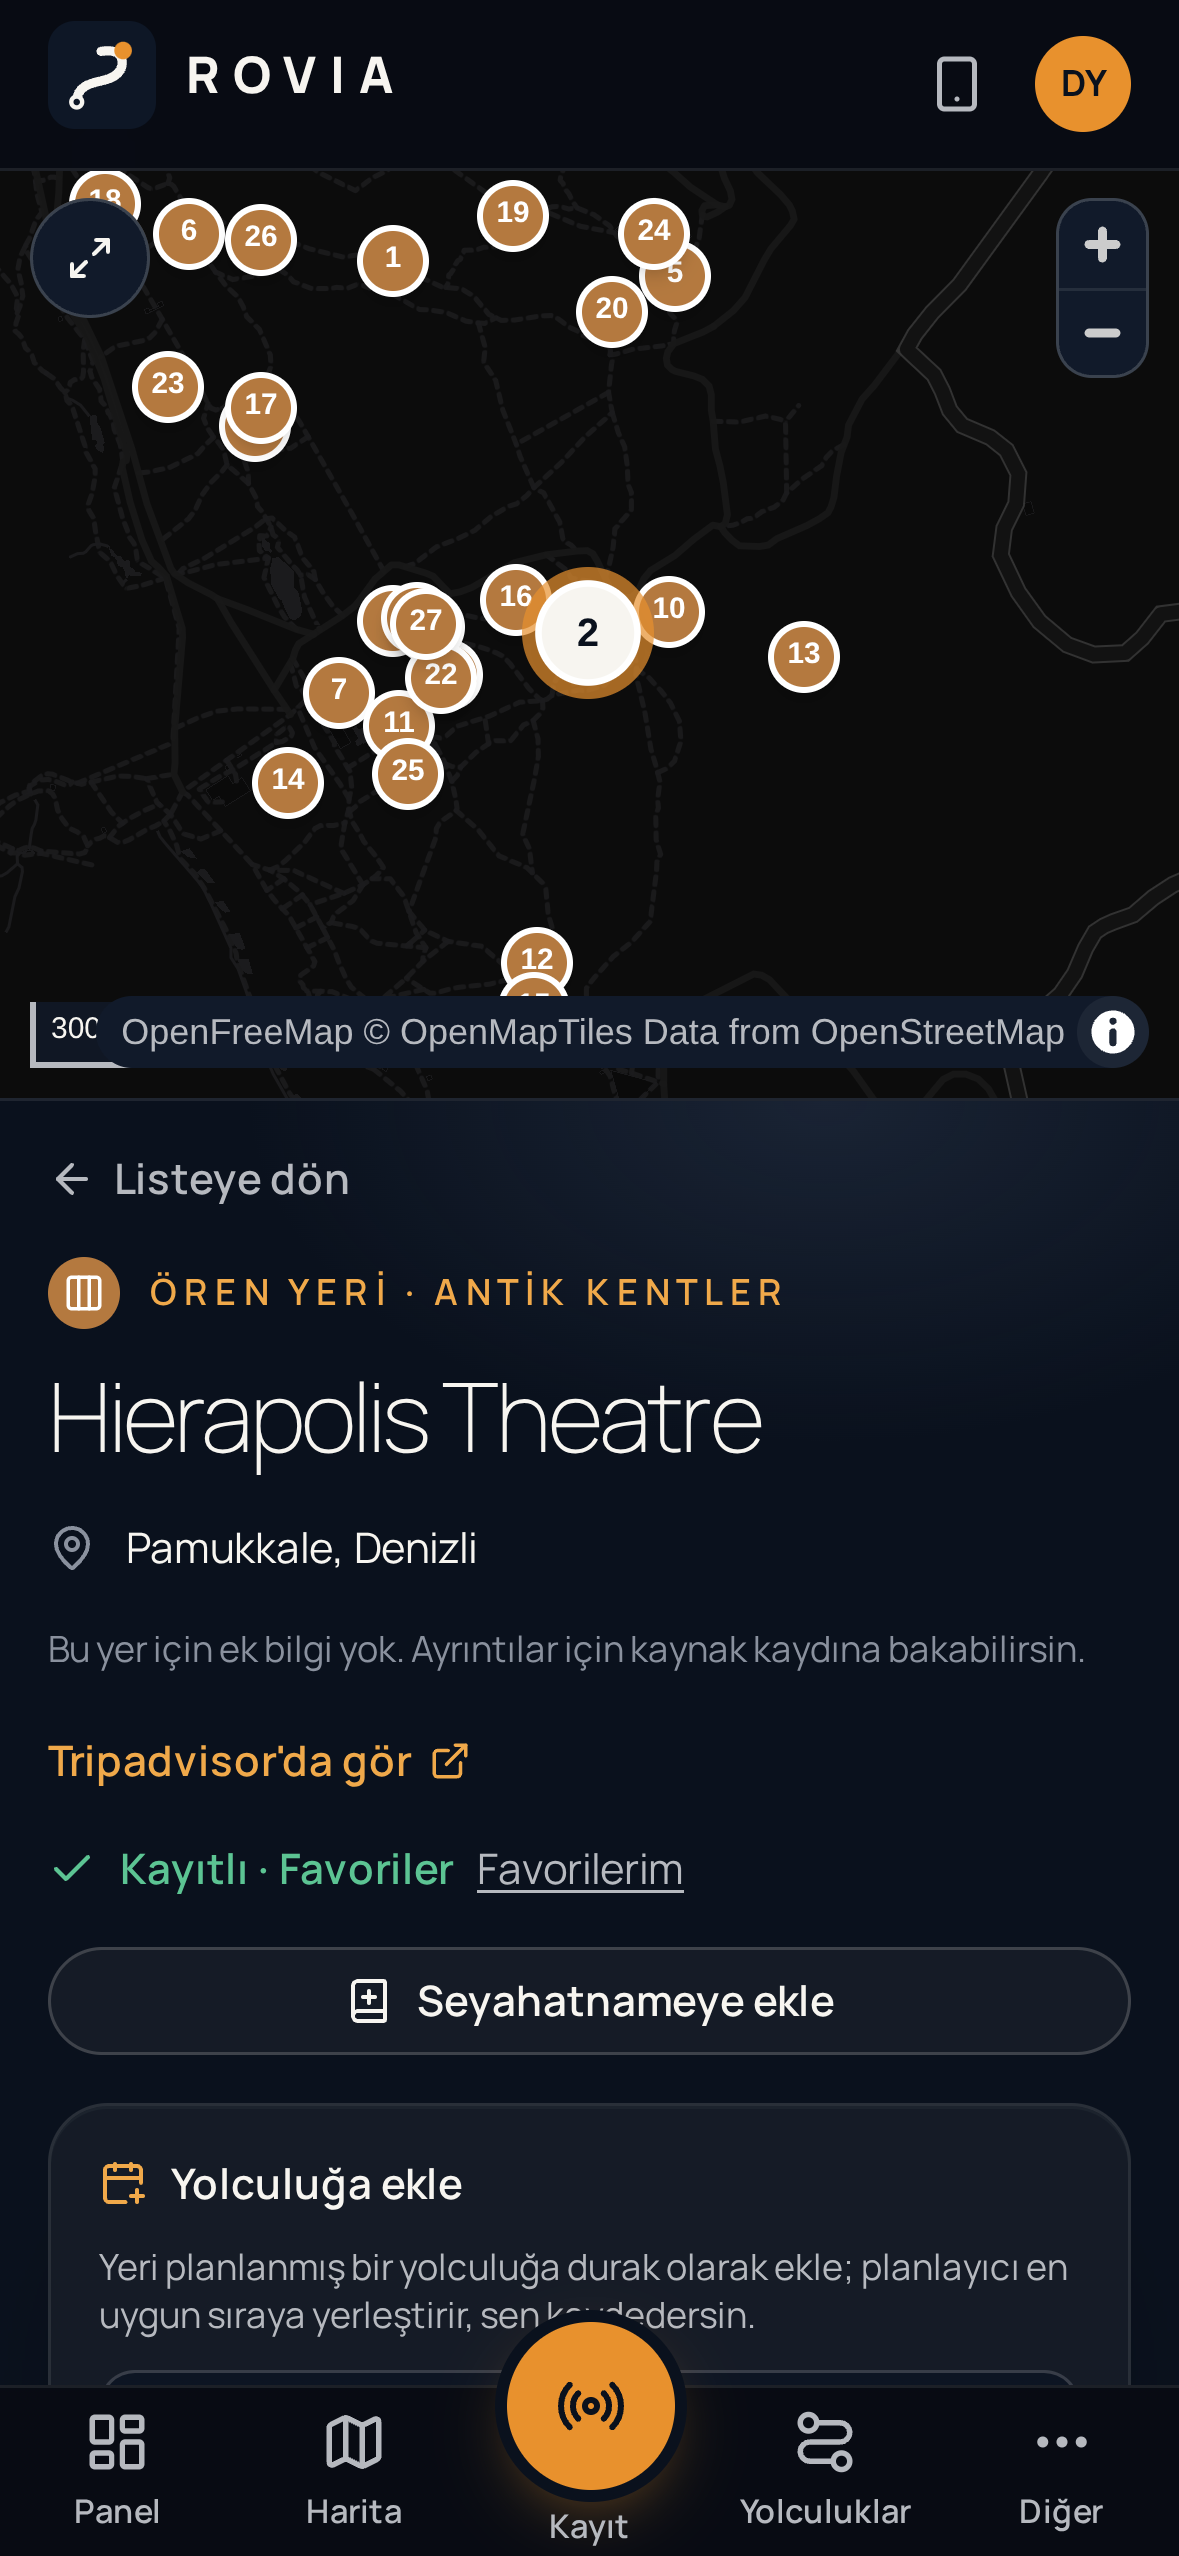 ROVIA
DY
18
6
26
1
19
24
5
20
23
17
16
2
10
13
27
22
7
11
25
14
12
300
OpenFreeMap © OpenMapTiles Data from OpenStreetMap
Listeye dön
ÖREN YERİ · ANTİK KENTLER
Hierapolis Theatre
Pamukkale, Denizli
Bu yer için ek bilgi yok. Ayrıntılar için kaynak kaydına bakabilirsin.
Tripadvisor'da gör
Kayıtlı · Favoriler Favorilerim
Seyahatnameye ekle
Yolculuğa ekle
Yeri planlanmış bir yolculuğa durak olarak ekle; planlayıcı en
uygun sıraya yerleştirir, sen kaydedersin.
Panel
Harita
Kayıt
Yolculuklar
Diğer